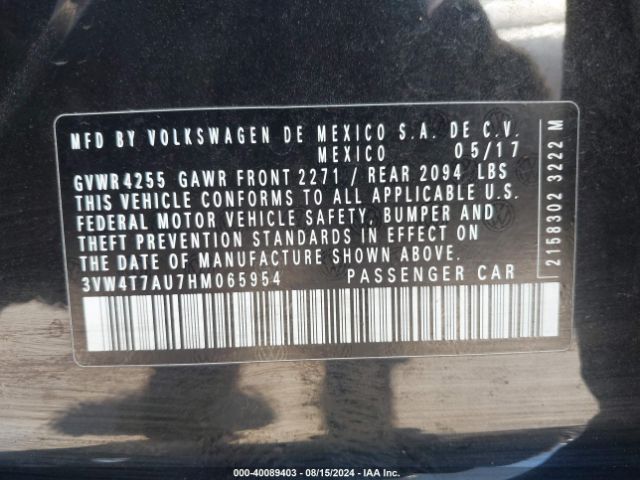 MFD BY VOLKSWAGEN DE MEXICO S.A. DE C.V.
MEXICO 05/17
GVWR 4255 GAWR FRONT 2271 / REAR 2094 LBS
THIS VEHICLE CONFORMS TO ALL APPLICABLE U.S.
FEDERAL MOTOR VEHICLE SAFETY, BUMPER AND
THEFT PREVENTION STANDARDS IN EFFECT ON
THE DATE OF MANUFACTURE SHOWN ABOVE.
3VW4T7AU7HM065954 PASSENGER CAR
2158302 3222 M
000-40089403 - 08/15/2024 - IAA Inc.